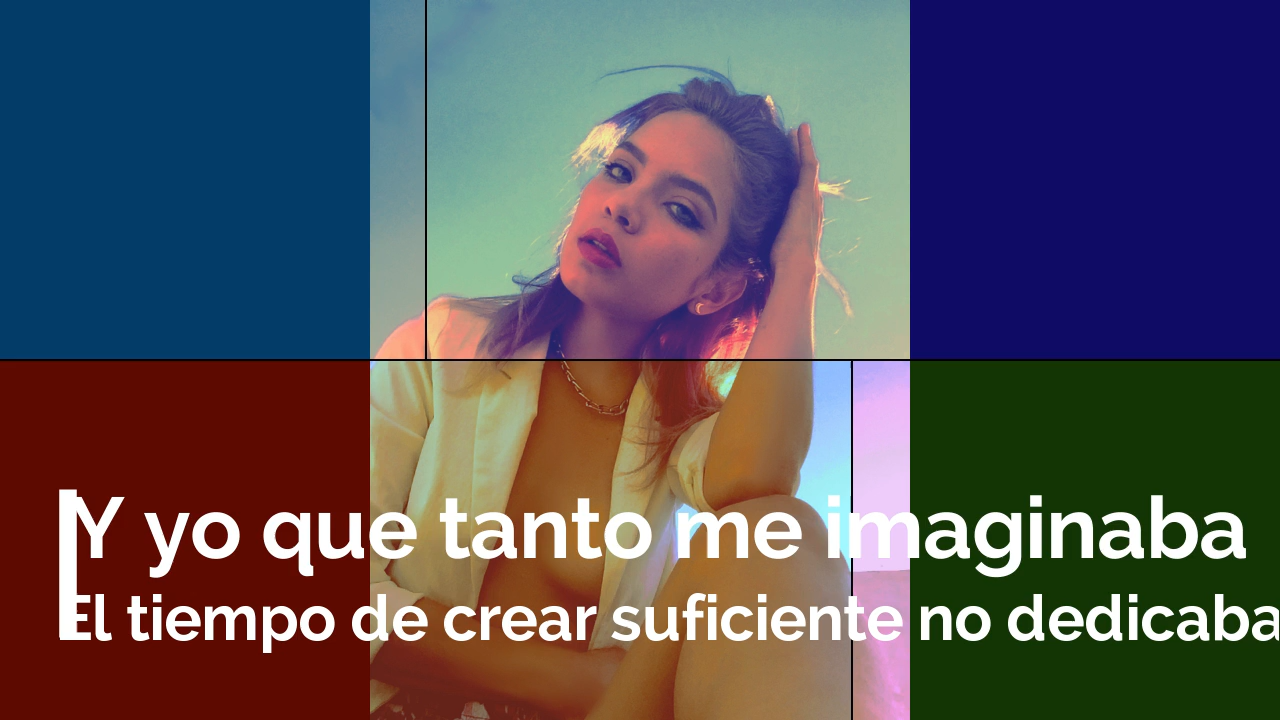 Y yo que tanto me imaginaba
El tiempo de crear suficiente no dedicaba